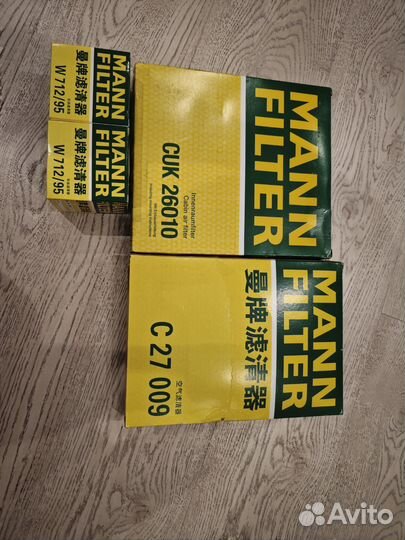 MANN
FILTER
曼牌滤清器
W 712/95
MANN
FILTER
曼牌滤清器
W 712/95
MANN
FILTER
CUK 26010
Innenraumfilter
Cabin air filter
MANN
FILTER
曼牌 滤清器
C 27 009
空气滤清器
Avito